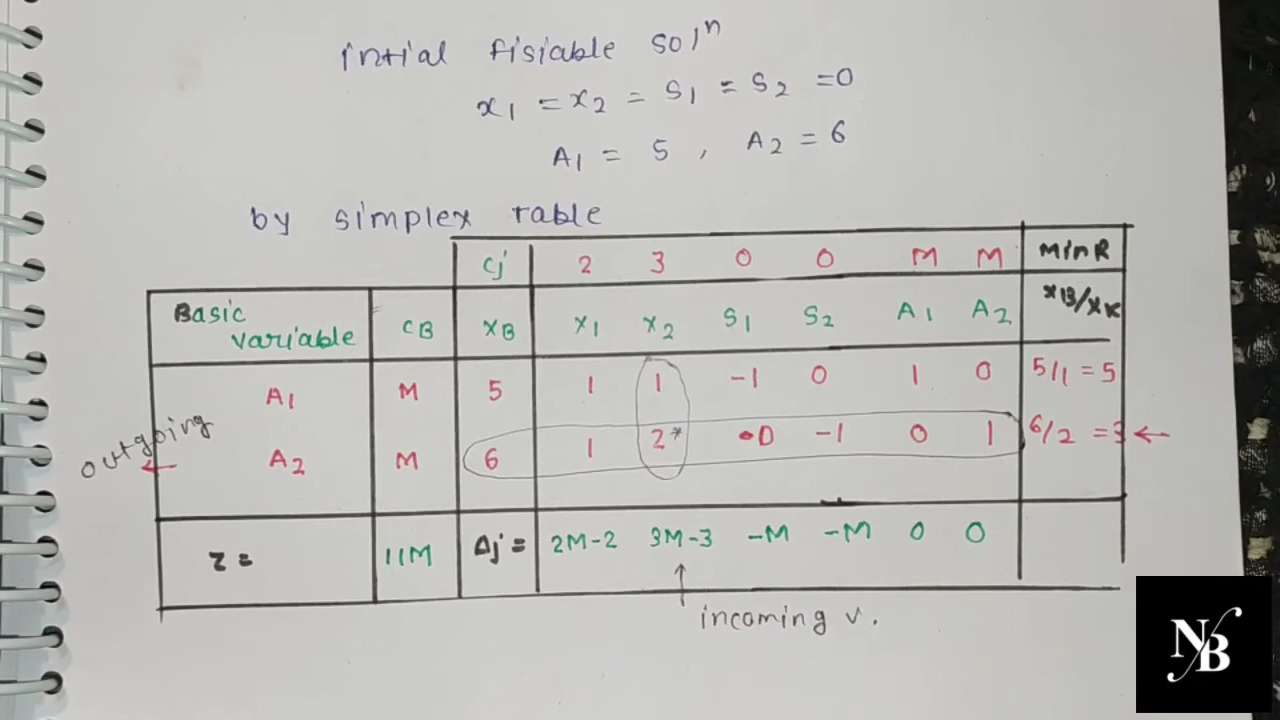 intial fisiable solⁿ
x₁ = x₂ = S₁ = S₂ = 0
A₁ = 5 , A₂ = 6
by simplex table
Cj 2 3 0 0 M M MinR
Basic variable CB XB X₁ X₂ S₁ S₂ A₁ A₂ XB/XK
A₁ M 5 1 1 -1 0 1 0 5/1 = 5
outgoing ← A₂ M 6 1 2* 0 -1 0 1 6/2 = 3 ←
Z = 11M Δj = 2M-2 3M-3 -M -M 0 0
↑
incoming v.
NB